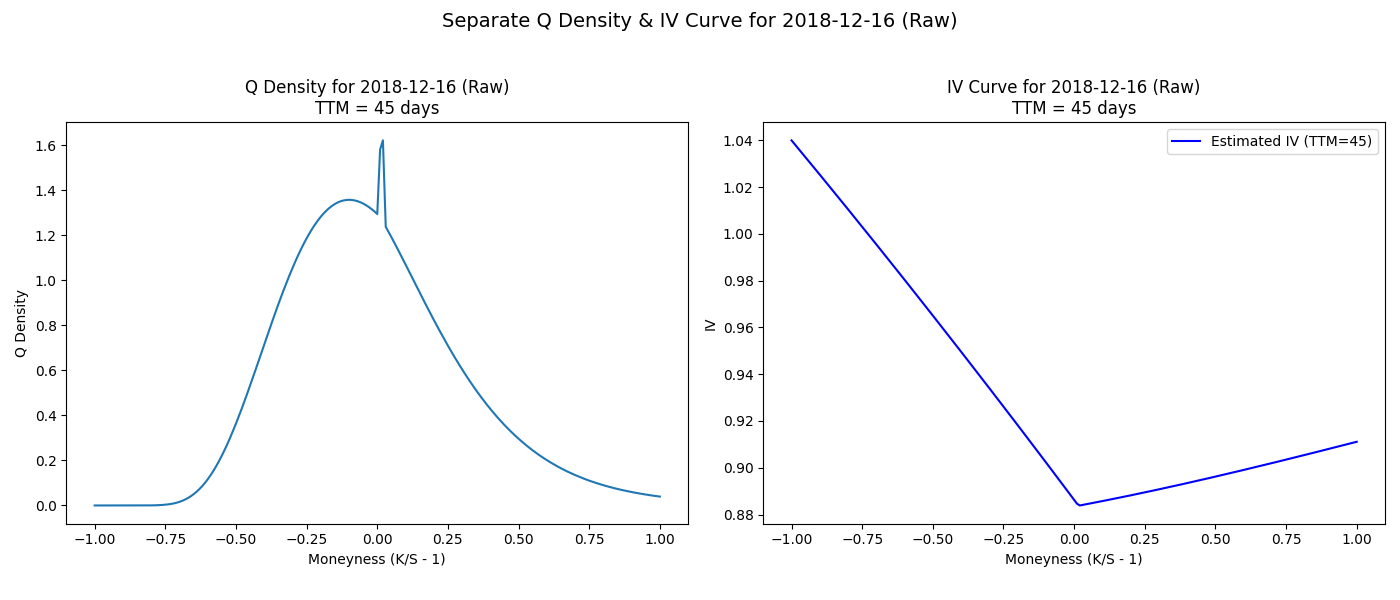 Separate Q Density & IV Curve for 2018-12-16 (Raw)
Q Density for 2018-12-16 (Raw)
TTM = 45 days
1.6
1.4
1.2
1.0
0.8
0.6
0.4
0.2
0.0
Q Density
−1.00 −0.75 −0.50 −0.25 0.00 0.25 0.50 0.75 1.00
Moneyness (K/S - 1)
IV Curve for 2018-12-16 (Raw)
TTM = 45 days
Estimated IV (TTM=45)
1.04
1.02
1.00
0.98
0.96
0.94
0.92
0.90
0.88
IV
−1.00 −0.75 −0.50 −0.25 0.00 0.25 0.50 0.75 1.00
Moneyness (K/S - 1)